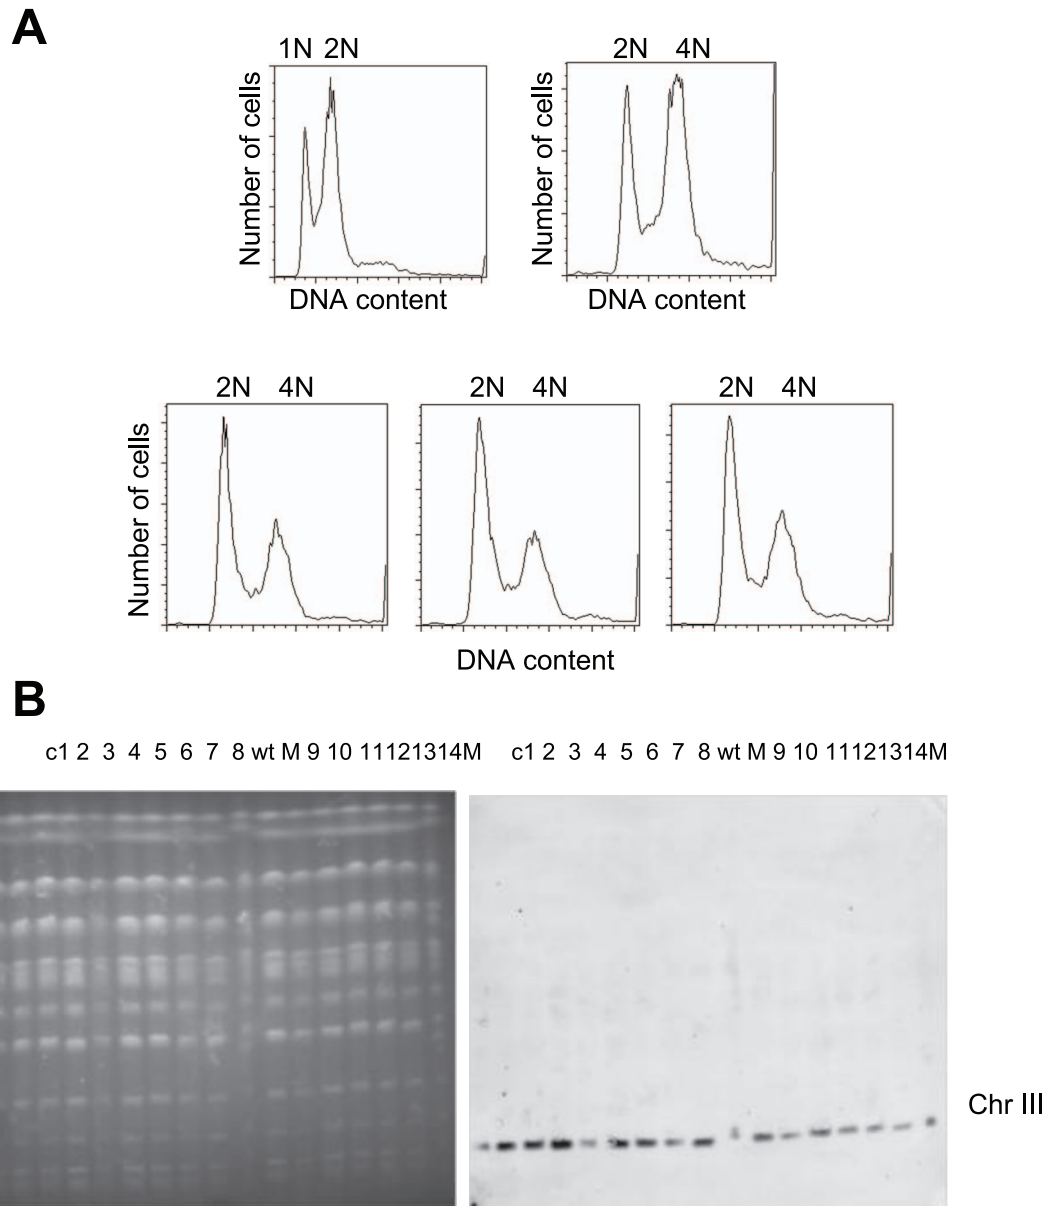 A
1N 2N
2N 4N
Number of cells
Number of cells
DNA content
DNA content
2N 4N
2N 4N
2N 4N
Number of cells
DNA content
B
c1 2 3 4 5 6 7 8 wt M 9 10 11121314M
c1 2 3 4 5 6 7 8 wt M 9 10 11121314M
Chr III